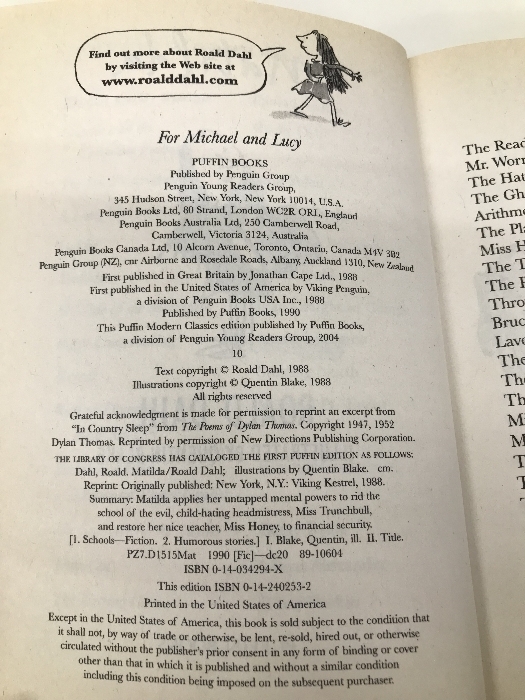 Find out more about Roald Dahl
by visiting the Web site at
www.roalddahl.com
For Michael and Lucy
PUFFIN BOOKS
Published by Penguin Group
Penguin Young Readers Group,
345 Hudson Street, New York, New York 10014, U.S.A.
Penguin Books Ltd, 80 Strand, London WC2R ORL, England
Penguin Books Australia Ltd, 250 Camberwell Road,
Camberwell, Victoria 3124, Australia
Penguin Books Canada Ltd, 10 Alcorn Avenue, Toronto, Ontario, Canada M4V 3B2
Penguin Group (NZ), cnr Airborne and Rosedale Roads, Albany, Auckland 1310, New Zealand
First published in Great Britain by Jonathan Cape Ltd., 1988
First published in the United States of America by Viking Penguin,
a division of Penguin Books USA Inc., 1988
Published by Puffin Books, 1990
This Puffin Modern Classics edition published by Puffin Books,
a division of Penguin Young Readers Group, 2004
10
Text copyright © Roald Dahl, 1988
Illustrations copyright © Quentin Blake, 1988
All rights reserved
Grateful acknowledgment is made for permission to reprint an excerpt from
"In Country Sleep" from The Poems of Dylan Thomas. Copyright 1947, 1952
Dylan Thomas. Reprinted by permission of New Directions Publishing Corporation.
THE LIBRARY OF CONGRESS HAS CATALOGED THE FIRST PUFFIN EDITION AS FOLLOWS:
Dahl, Roald. Matilda/Roald Dahl; illustrations by Quentin Blake. cm.
Reprint: Originally published: New York, N.Y.: Viking Kestrel, 1988.
Summary: Matilda applies her untapped mental powers to rid the
school of the evil, child-hating headmistress, Miss Trunchbull,
and restore her nice teacher, Miss Honey, to financial security.
[1. Schools—Fiction. 2. Humorous stories.] I. Blake, Quentin, ill. II. Title.
PZ7.D1515Mat 1990 [Fic]—dc20 89-10604
ISBN 0-14-034294-X
This edition ISBN 0-14-240253-2
Printed in the United States of America
Except in the United States of America, this book is sold subject to the condition that
it shall not, by way of trade or otherwise, be lent, re-sold, hired out, or otherwise
circulated without the publisher's prior consent in any form of binding or cover
other than that in which it is published and without a similar condition
including this condition being imposed on the subsequent purchaser.
The Read
Mr. Worm
The Hat
The Gh
Arithme
The Pla
Miss H
The T
The
Thro
Bruc
Lave
The
Th
Th
M
M
T